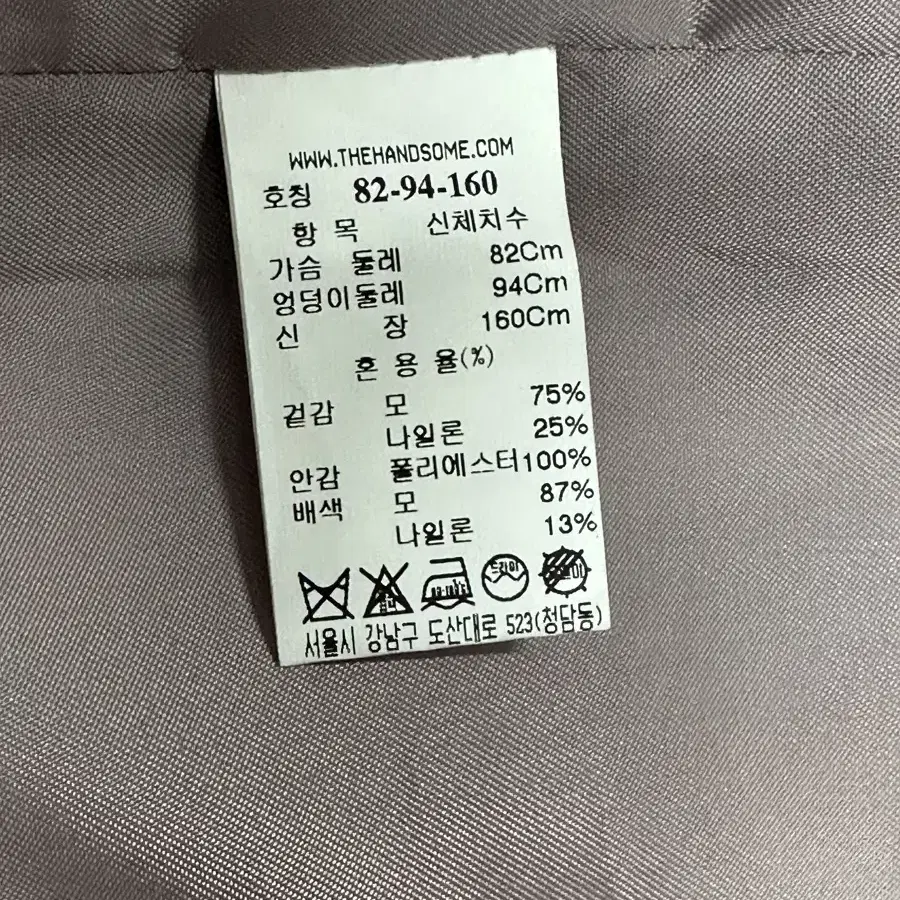 WWW.THEHANDSOME.COM
호칭 82-94-160
항 목 신체치수
가슴 둘레 82Cm
엉덩이둘레 94Cm
신 장 160Cm
혼 용 율(%)
겉감 모 75%
나일론 25%
안감 폴리에스터100%
배색 모 87%
나일론 13%
드라이
서울시 강남구 도산대로 523(청담동)